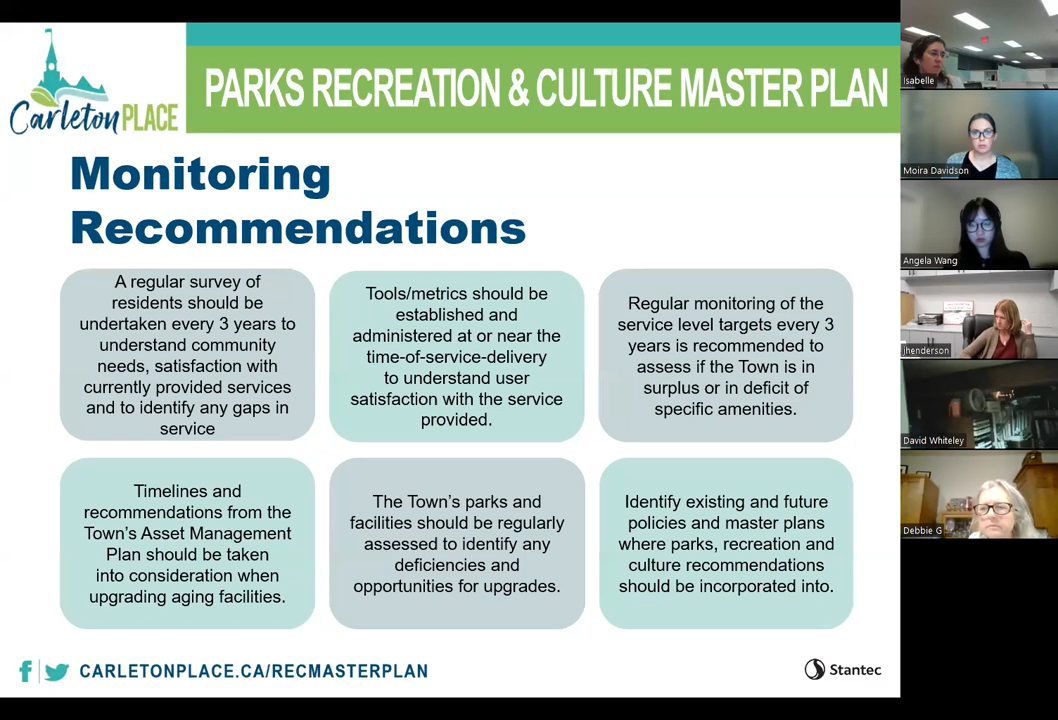 Carleton PLACE
PARKS RECREATION & CULTURE MASTER PLAN
Monitoring
Recommendations
A regular survey of
residents should be
undertaken every 3 years to
understand community
needs, satisfaction with
currently provided services
and to identify any gaps in
service
Tools/metrics should be
established and
administered at or near the
time-of-service-delivery
to understand user
satisfaction with the service
provided.
Regular monitoring of the
service level targets every 3
years is recommended to
assess if the Town is in
surplus or in deficit of
specific amenities.
Timelines and
recommendations from the
Town's Asset Management
Plan should be taken
into consideration when
upgrading aging facilities.
The Town's parks and
facilities should be regularly
assessed to identify any
deficiencies and
opportunities for upgrades.
Identify existing and future
policies and master plans
where parks, recreation and
culture recommendations
should be incorporated into.
CARLETONPLACE.CA/RECMASTERPLAN
Stantec
Isabelle
Moira Davidson
Angela Wang
jhenderson
David Whiteley
Debbie G